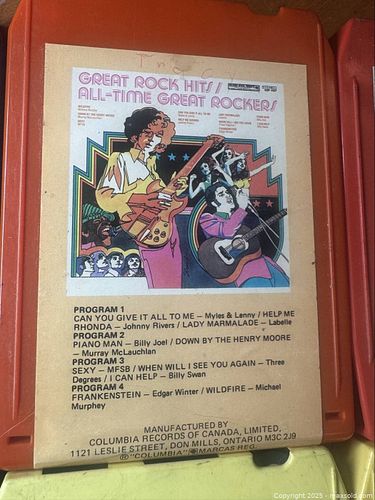 GREAT ROCK HITS/
ALL-TIME GREAT ROCKERS
PROGRAM 1
CAN YOU GIVE IT ALL TO ME — Myles & Lenny / HELP ME
RHONDA — Johnny Rivers / LADY MARMALADE — Labelle
PROGRAM 2
PIANO MAN — Billy Joel / DOWN BY THE HENRY MOORE
— Murray McLauchlan
PROGRAM 3
SEXY — MFSB / WHEN WILL I SEE YOU AGAIN — Three
Degrees / I CAN HELP — Billy Swan
PROGRAM 4
FRANKENSTEIN — Edgar Winter / WILDFIRE — Michael
Murphey
MANUFACTURED BY
COLUMBIA RECORDS OF CANADA, LIMITED,
1121 LESLIE STREET, DON MILLS, ONTARIO M3C 2J9
® "COLUMBIA" MARCAS REG.
Copyright 2025 - maxsold.com